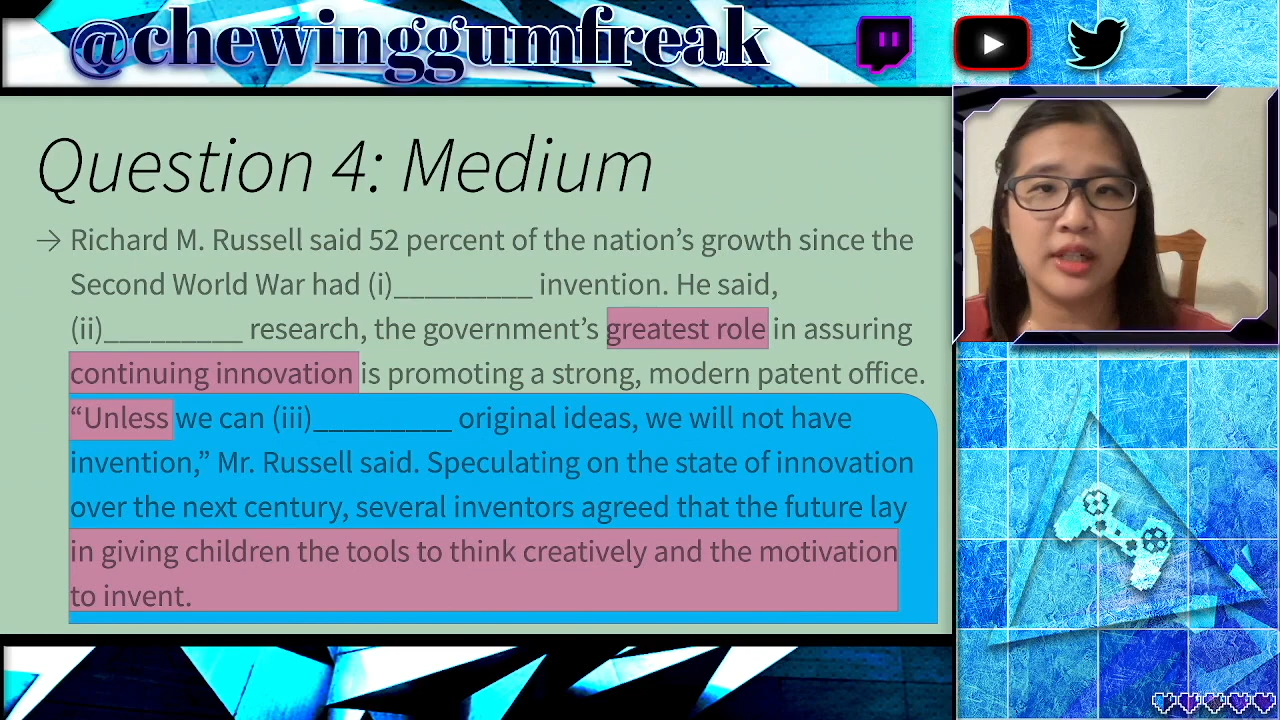 @chewinggumfreak
Question 4: Medium
→ Richard M. Russell said 52 percent of the nation’s growth since the
Second World War had (i)_________ invention. He said,
(ii)_________ research, the government’s greatest role in assuring
continuing innovation is promoting a strong, modern patent office.
“Unless we can (iii)_________ original ideas, we will not have
invention,” Mr. Russell said. Speculating on the state of innovation
over the next century, several inventors agreed that the future lay
in giving children the tools to think creatively and the motivation
to invent.